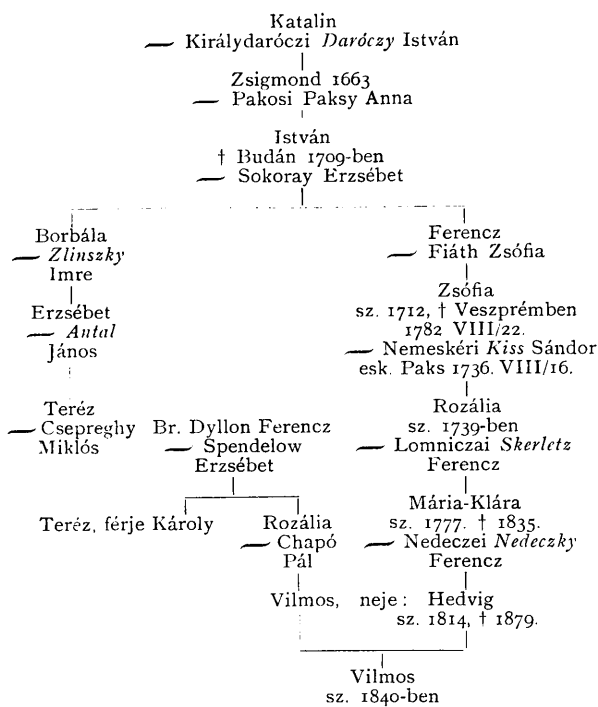 Katalin
— Királydaróczi Daróczy István
Zsigmond 1663
— Pakosi Paksy Anna
István
† Budán 1709-ben
— Sokoray Erzsébet
Borbála
— Zlinszky
Imre
Erzsébet
— Antal
János
Teréz
— Csepreghy
Miklós
Ferencz
— Fiáth Zsófia
Zsófia
sz. 1712, † Veszprémben
1782 VIII/22.
— Nemeskéri Kiss Sándor
esk. Paks 1736. VIII/16.
Rozália
sz. 1739-ben
— Lomniczai Skerletz
Ferencz
Br. Dyllon Ferencz
— Spendelow
Erzsébet
Teréz, férje Károly
Rozália
— Chapó
Pál
Mária-Klára
sz. 1777. † 1835.
— Nedeczei Nedeczky
Ferencz
Vilmos, neje: Hedvig
sz. 1814, † 1879.
Vilmos
sz. 1840-ben